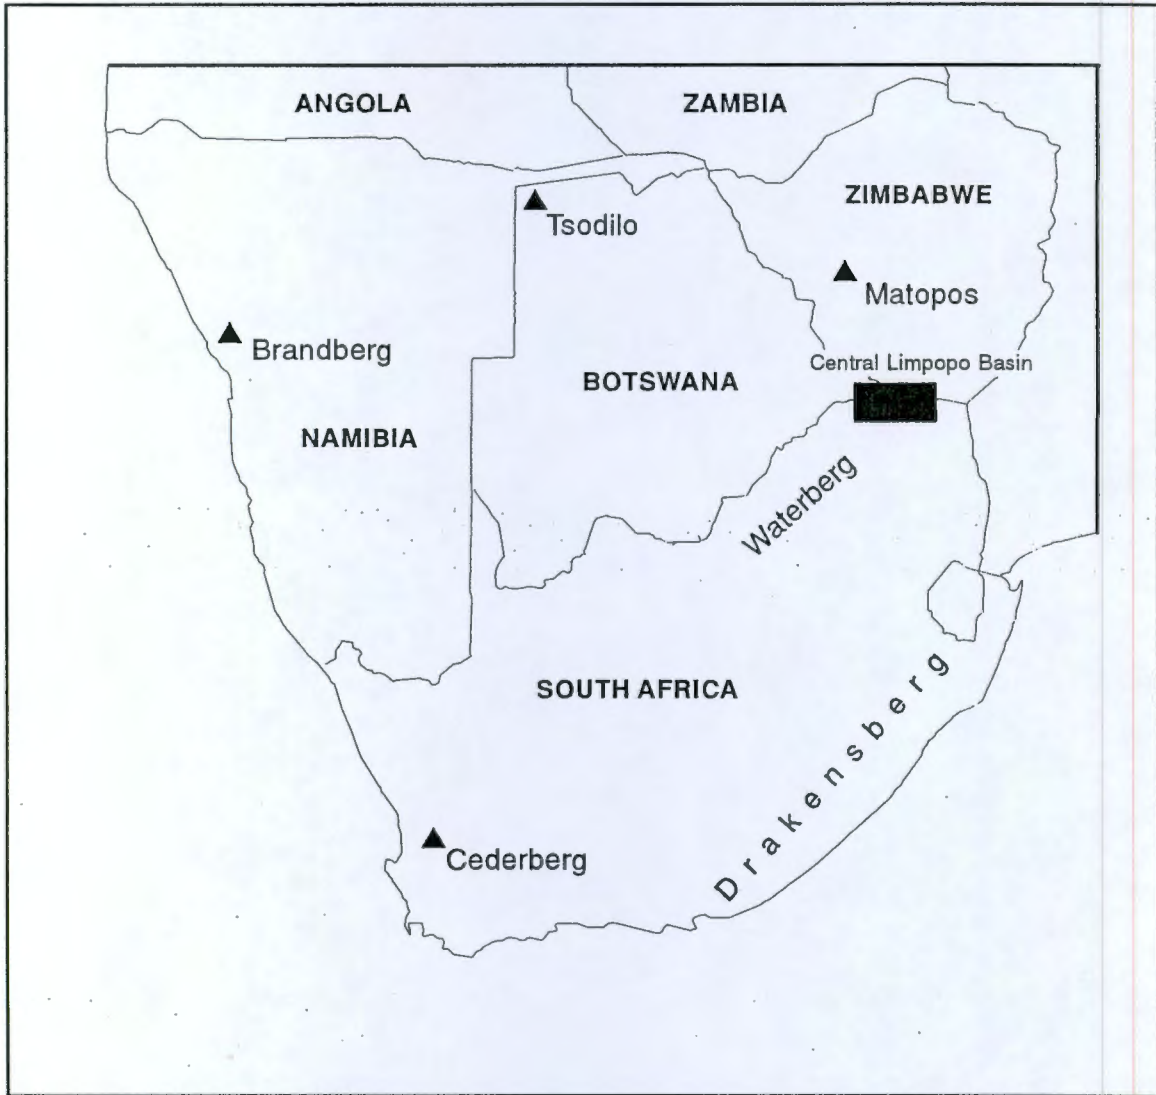 ANGOLA
ZAMBIA
ZIMBABWE
Tsodilo
Matopos
Brandberg
Central Limpopo Basin
BOTSWANA
NAMIBIA
Waterberg
SOUTH AFRICA
Drakensberg
Cederberg